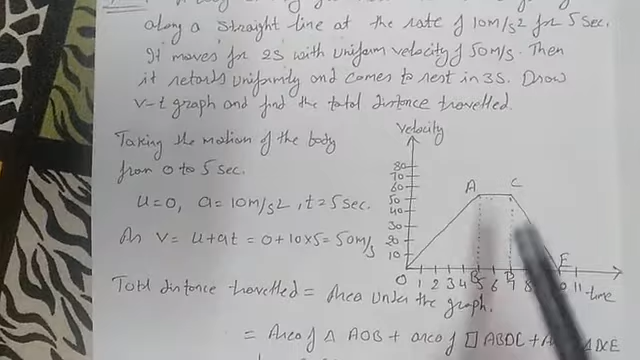 along a straight line at the rate of 10m/s² for 5 sec.
It moves for 2s with uniform velocity of 50m/s. Then
it retards uniformly and comes to rest in 3s. Draw
v-t graph and find the total distance travelled.
Taking the motion of the body
from 0 to 5 sec.
u=0, a=10m/s², t=5sec.
As v= u+at = 0+10×5=50m/s
Total distance travelled = Area under the graph.
= Area of △ AOB + area of □ ABDC + △ DCE
Velocity
80
70
60
50
40
30
20
10
A C
O 1 2 3 4 5 6 7 8 10 11 time
B D E